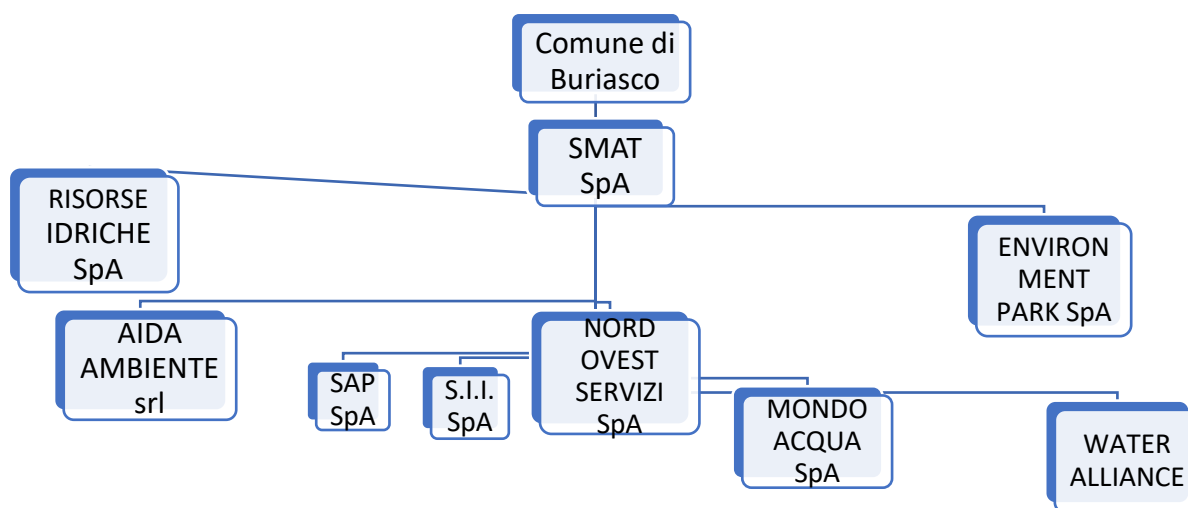 Comune di
Buriasco
SMAT
SpA
RISORSE
IDRICHE
SpA
ENVIRON
MENT
PARK SpA
AIDA
AMBIENTE
srl
SAP
SpA
S.I.I.
SpA
NORD
OVEST
SERVIZI
SpA
MONDO
ACQUA
SpA
WATER
ALLIANCE